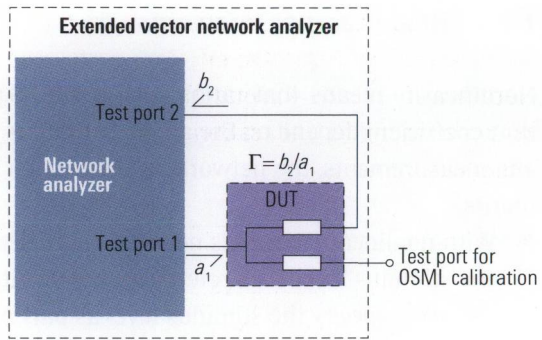 Extended vector network analyzer
b2
Test port 2
Γ=b2/a1
Network
analyzer
DUT
Test port 1
a1
Test port for
OSML calibration